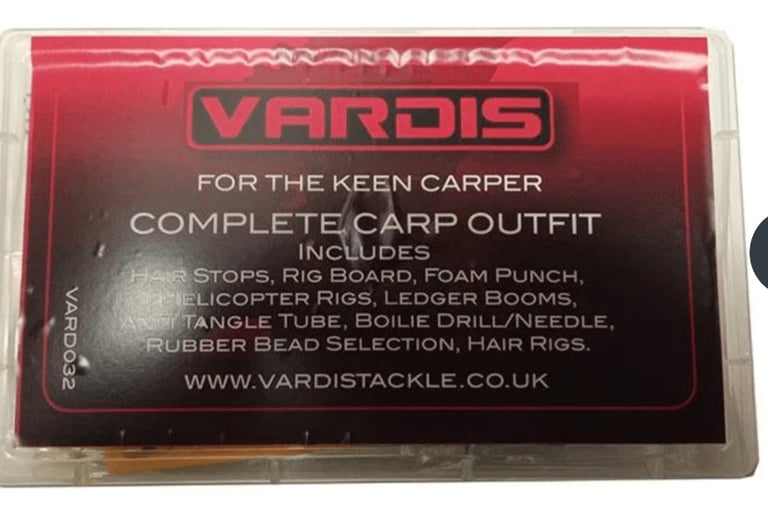 VARDIS
FOR THE KEEN CARPER
COMPLETE CARP OUTFIT
INCLUDES
HAIR STOPS, RIG BOARD, FOAM PUNCH,
HELICOPTER RIGS, LEDGER BOOMS,
ANTI TANGLE TUBE, BOILIE DRILL/NEEDLE,
RUBBER BEAD SELECTION, HAIR RIGS.
WWW.VARDISTACKLE.CO.UK
VARD032